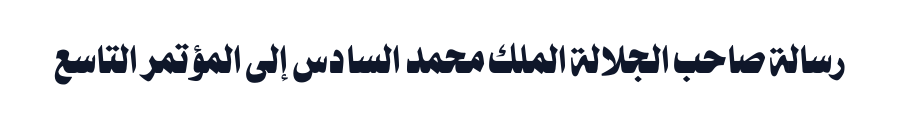 رسالة صاحب الجلالة الملك محمد السادس إلى المؤتمر التاسع